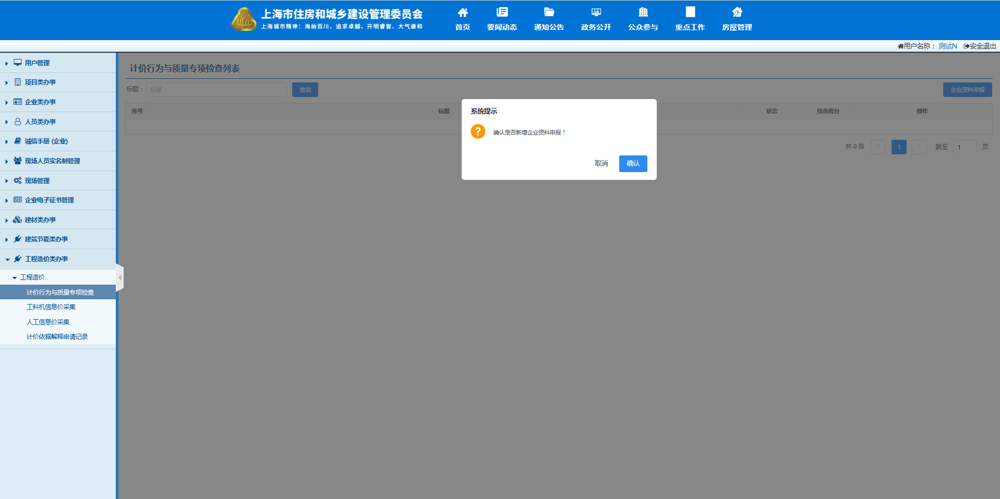 上海市住房和城乡建设管理委员会
上海城市精神：海纳百川、追求卓越、开明睿智、大气谦和
首页
要闻动态
通知公告
政务公开
公众参与
重点工作
房屋管理
用户名称： 测试N 安全退出
用户管理
项目类办事
企业类办事
人员类办事
诚信手册 (企业)
现场人员实名制管理
现场管理
企业电子证书管理
建材类办事
建筑节能类办事
工程造价类办事
工程造价
计价行为与质量专项检查
工料机信息价采集
人工信息价采集
计价依据解释申请记录
计价行为与质量专项检查列表
标题： 标题 查询 企业资料申报
序号 标题 状态 综合得分 操作
共 0 条 1 跳至 1 页
系统提示
? 确认是否新增企业资料申报？
取消 确认